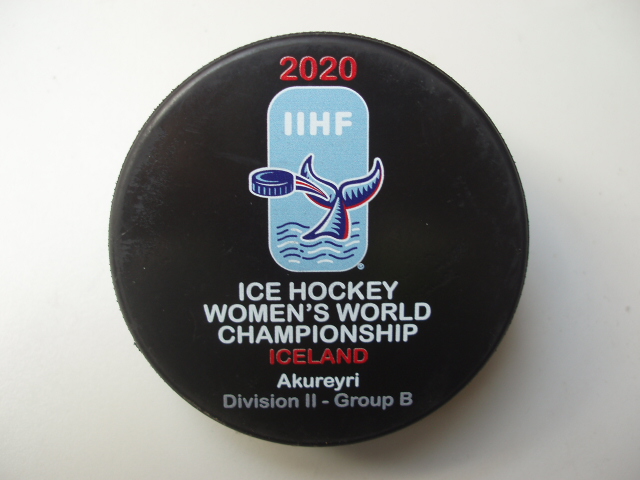 2020
IIHF
®
ICE HOCKEY
WOMEN'S WORLD
CHAMPIONSHIP
ICELAND
Akureyri
Division II - Group B